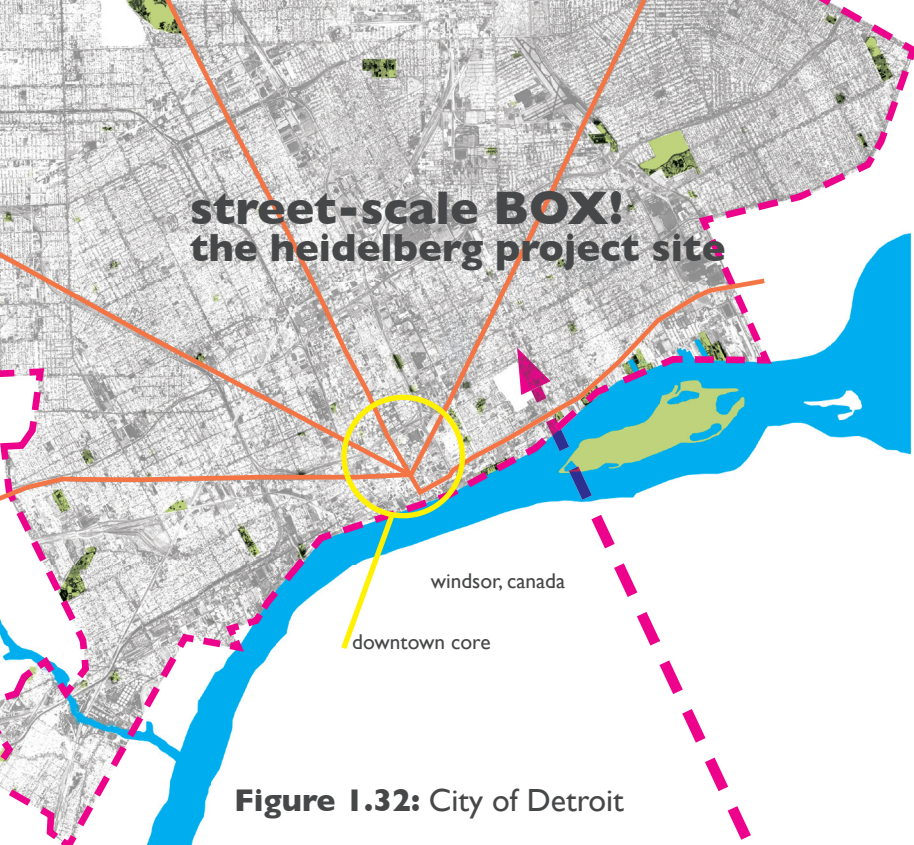 street-scale BOX!
the heidelberg project site
windsor, canada
downtown core
Figure 1.32: City of Detroit